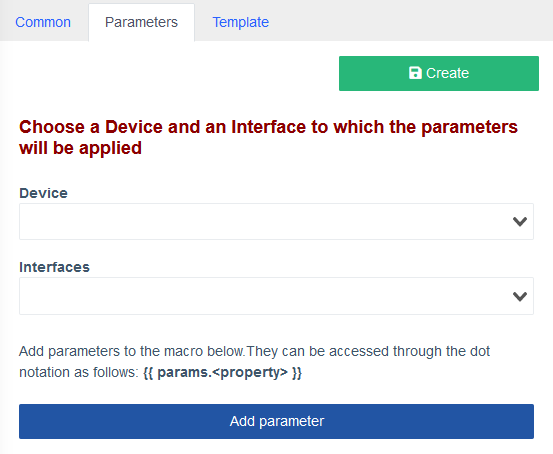 Common Parameters Template
Create
Choose a Device and an Interface to which the parameters
will be applied
Device
Interfaces
Add parameters to the macro below.They can be accessed through the dot
notation as follows: {{ params.<property> }}
Add parameter